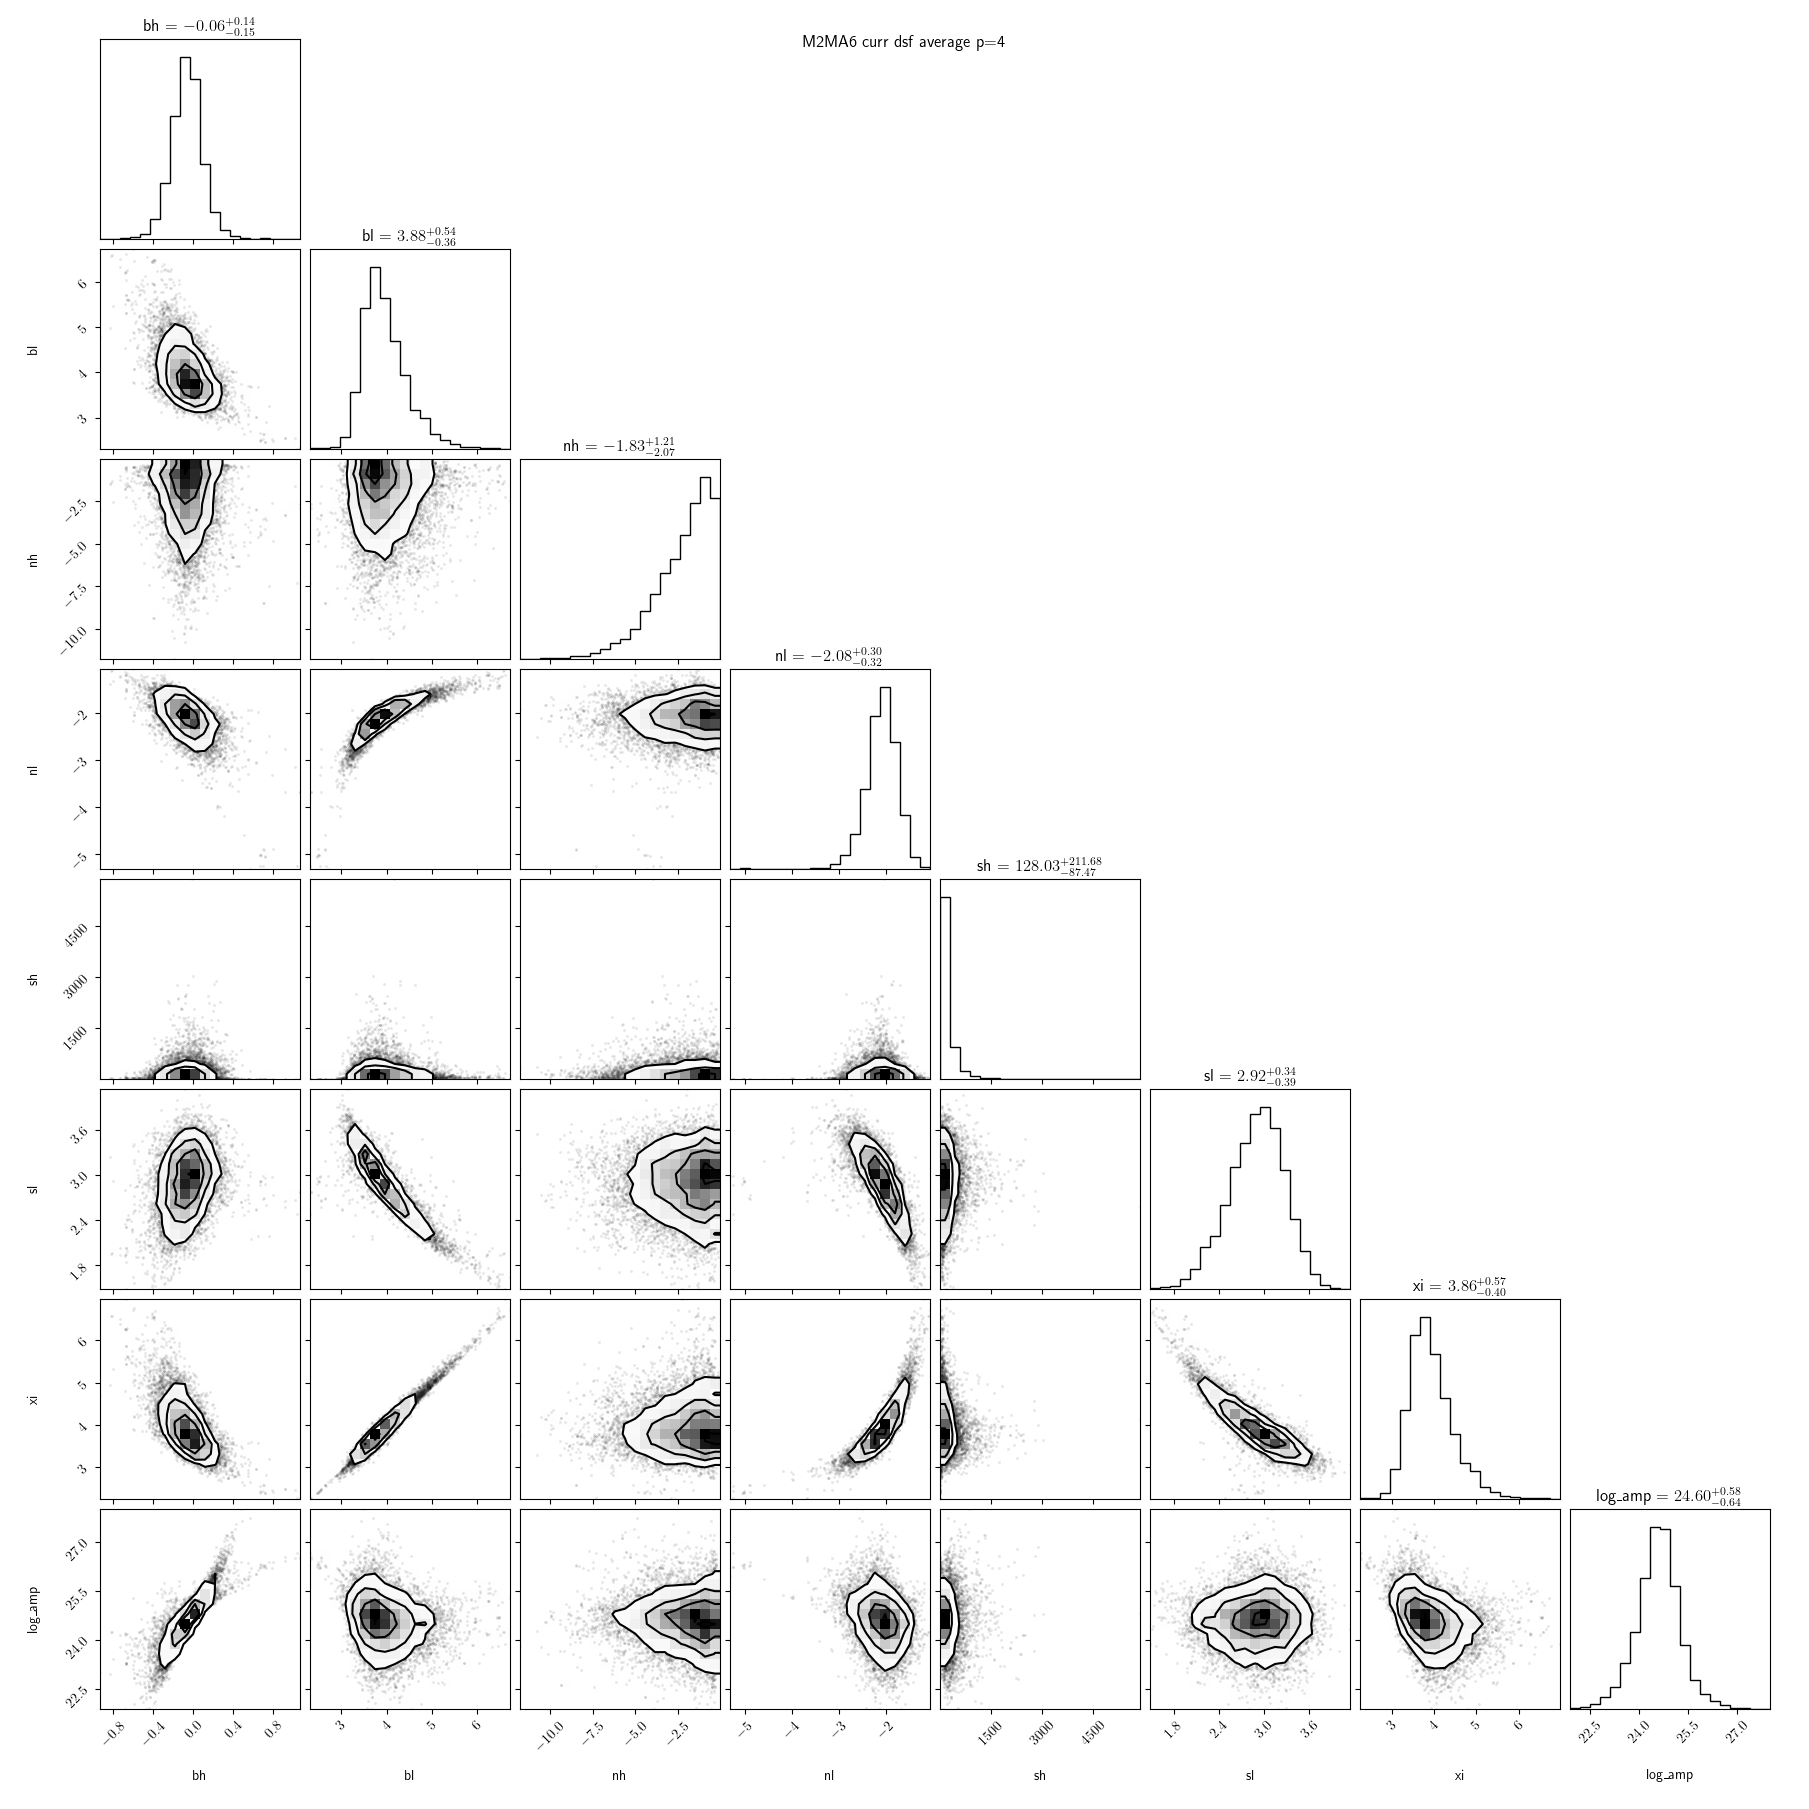 M2MA6 curr dsf average p=4
bh = −0.06 +0.14 −0.15
bl = 3.88 +0.54 −0.36
bl
6
5
4
3
nh = −1.83 +1.21 −2.07
nh
−2.5
−5.0
−7.5
−10.0
nl = −2.08 +0.30 −0.32
nl
−2
−3
−4
−5
sh = 128.03 +211.68 −87.47
sh
4500
3000
1500
sl = 2.92 +0.34 −0.39
sl
3.6
3.0
2.4
1.8
xi = 3.86 +0.57 −0.40
xi
6
5
4
3
log_amp = 24.60 +0.58 −0.64
log_amp
27.0
25.5
24.0
22.5
−0.8 −0.4 0.0 0.4 0.8
3 4 5 6
−10.0 −7.5 −5.0 −2.5
−5 −4 −3 −2
1500 3000 4500
1.8 2.4 3.0 3.6
3 4 5 6
22.5 24.0 25.5 27.0
bh bl nh nl sh sl xi log_amp